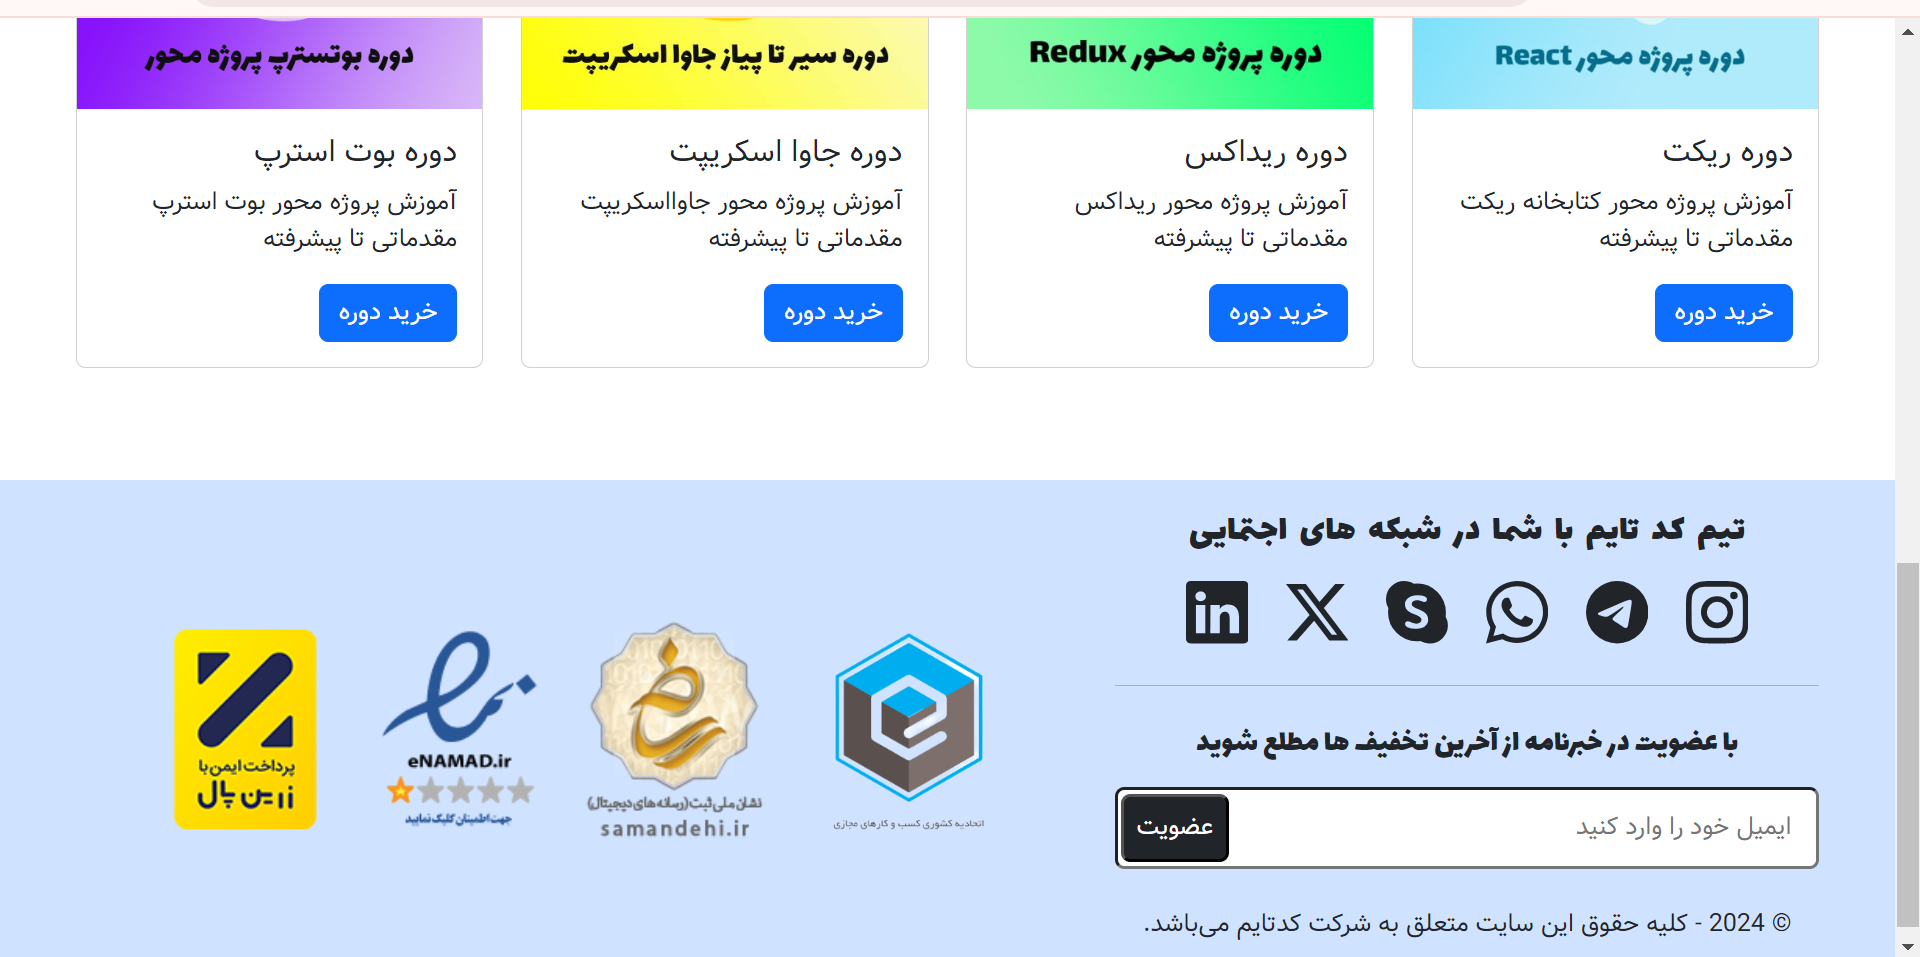 دوره پروژه محور React
دوره ریکت
آموزش پروژه محور کتابخانه ریکت
مقدماتی تا پیشرفته
خرید دوره
دوره پروژه محور Redux
دوره ریداکس
آموزش پروژه محور ریداکس
مقدماتی تا پیشرفته
خرید دوره
دوره سیر تا پیاز جاوا اسکریپت
دوره جاوا اسکریپت
آموزش پروژه محور جاوااسکریپت
مقدماتی تا پیشرفته
خرید دوره
دوره بوتسترپ پروژه محور
دوره بوت استرپ
آموزش پروژه محور بوت استرپ
مقدماتی تا پیشرفته
خرید دوره
تیم کد تایم با شما در شبکه های اجتمایی
با عضویت در خبرنامه از آخرین تخفیف ها مطلع شوید
ایمیل خود را وارد کنید
عضویت
© 2024 - کلیه حقوق این سایت متعلق به شرکت کدتایم می‌باشد.
اتحادیه کشوری کسب و کارهای مجازی
نشان ملی ثبت (رسانه های دیجیتال)
samandehi.ir
eNAMAD.ir
جهت اطمینان کلیک نمایید
پرداخت ایمن با
زرین پال